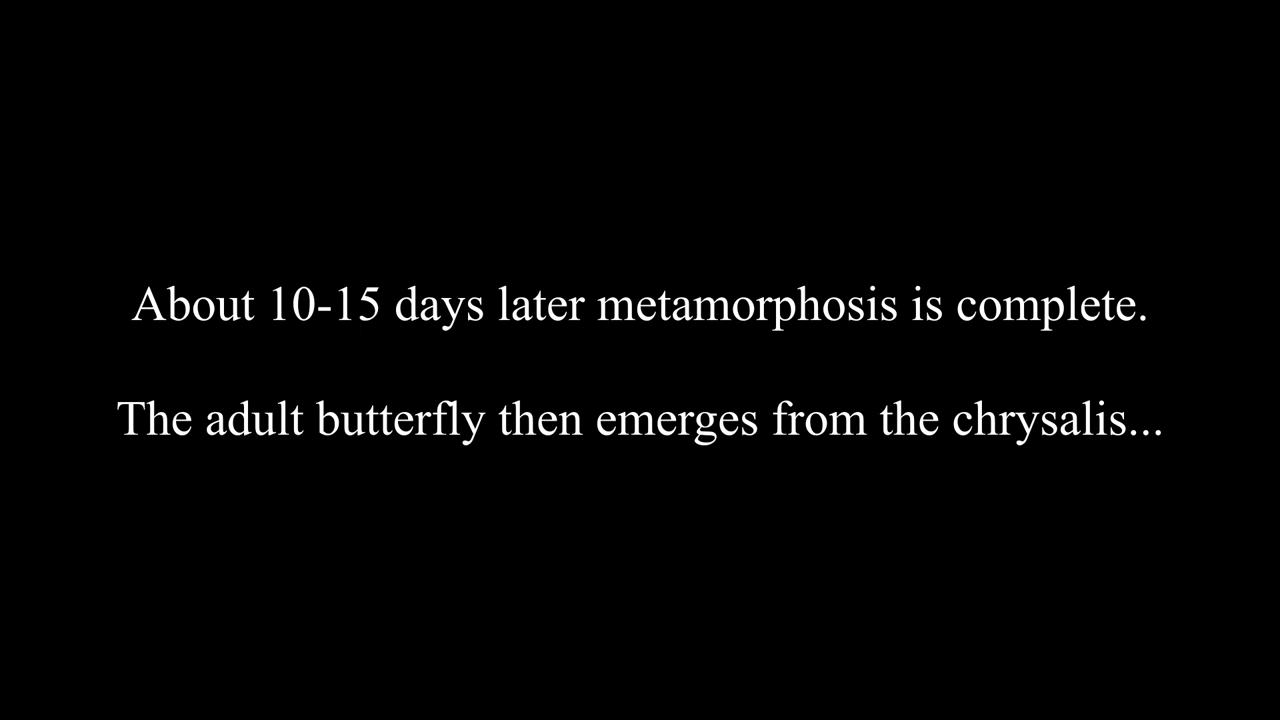 About 10-15 days later metamorphosis is complete.
The adult butterfly then emerges from the chrysalis...